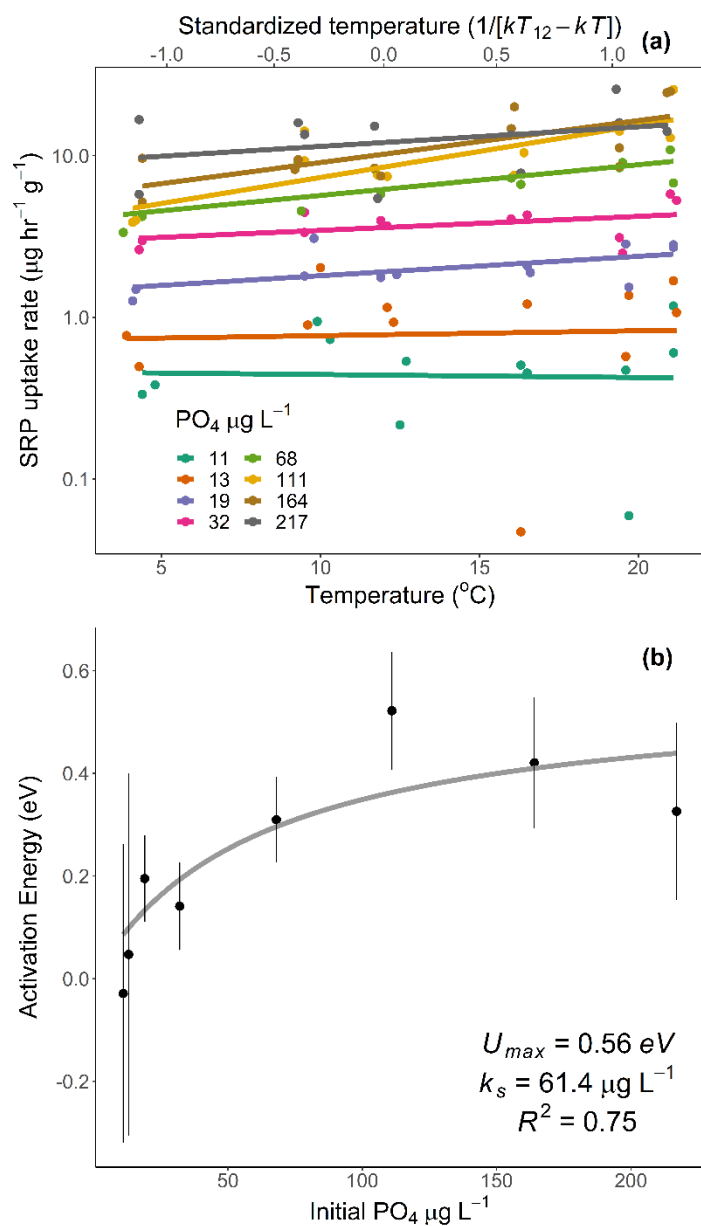 Standardized temperature (1/[kT₁₂ − kT])
-1.0 -0.5 0.0 0.5 1.0
(a)
SRP uptake rate (µg hr⁻¹ g⁻¹)
10.0
1.0
0.1
PO₄ µg L⁻¹
11 68
13 111
19 164
32 217
5 10 15 20
Temperature (°C)
(b)
Activation Energy (eV)
0.6
0.4
0.2
0.0
-0.2
U max = 0.56 eV
k s = 61.4 µg L⁻¹
R² = 0.75
50 100 150 200
Initial PO₄ µg L⁻¹